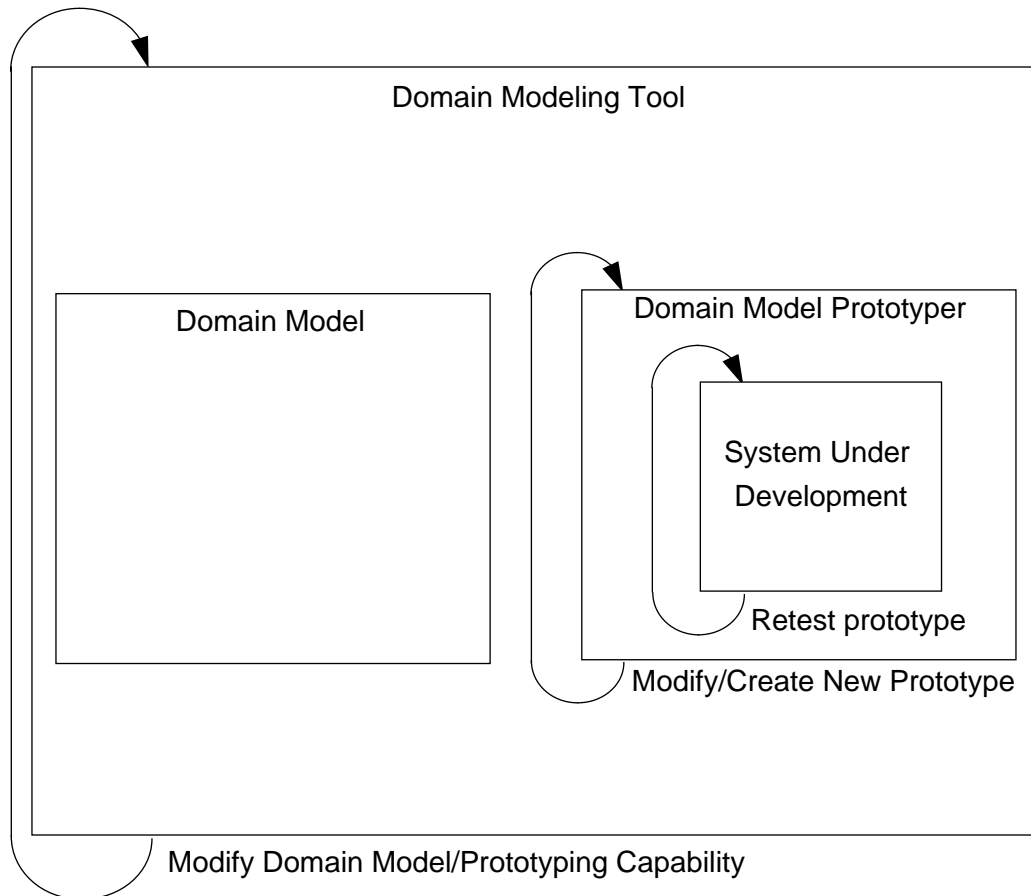 Domain Modeling Tool
Domain Model
Domain Model Prototyper
System Under
Development
Retest prototype
Modify/Create New Prototype
Modify Domain Model/Prototyping Capability